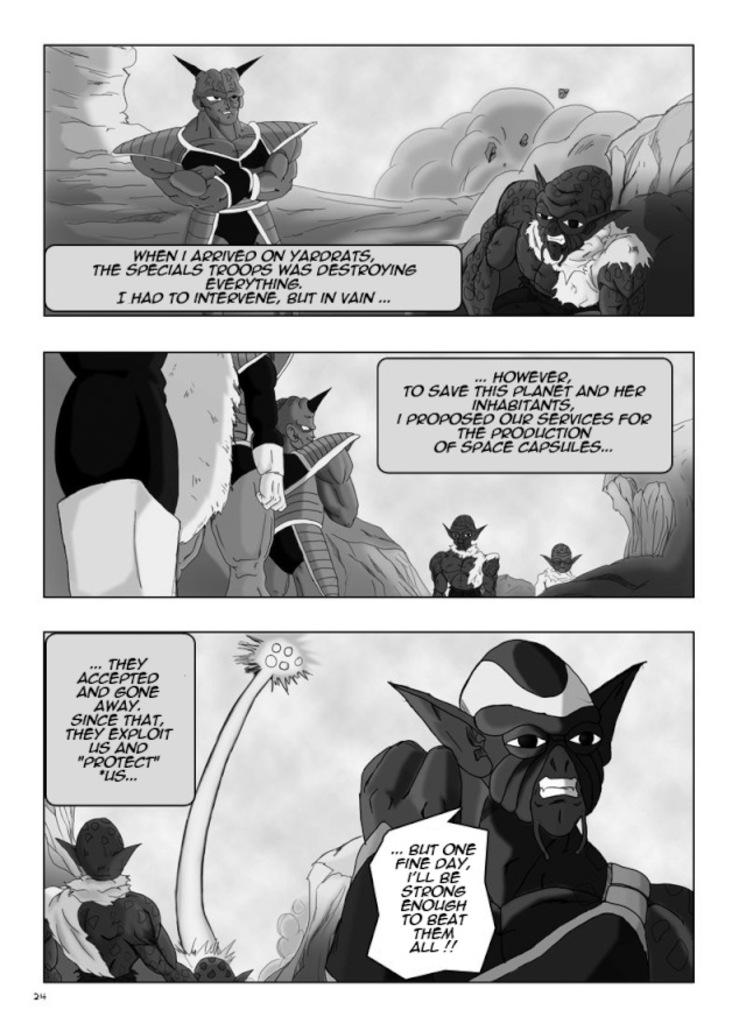 WHEN I ARRIVED ON YARDRATS,
THE SPECIALS TROOPS WAS DESTROYING
EVERYTHING.
I HAD TO INTERVENE, BUT IN VAIN ...
... HOWEVER,
TO SAVE THIS PLANET AND HER
INHABITANTS,
I PROPOSED OUR SERVICES FOR
THE PRODUCTION
OF SPACE CAPSULES...
... THEY
ACCEPTED
AND GONE
AWAY.
SINCE THAT,
THEY EXPLOIT
US AND
"PROTECT"
"US...
... BUT ONE
FINE DAY,
I'LL BE
STRONG
ENOUGH
TO BEAT
THEM
ALL !!
24